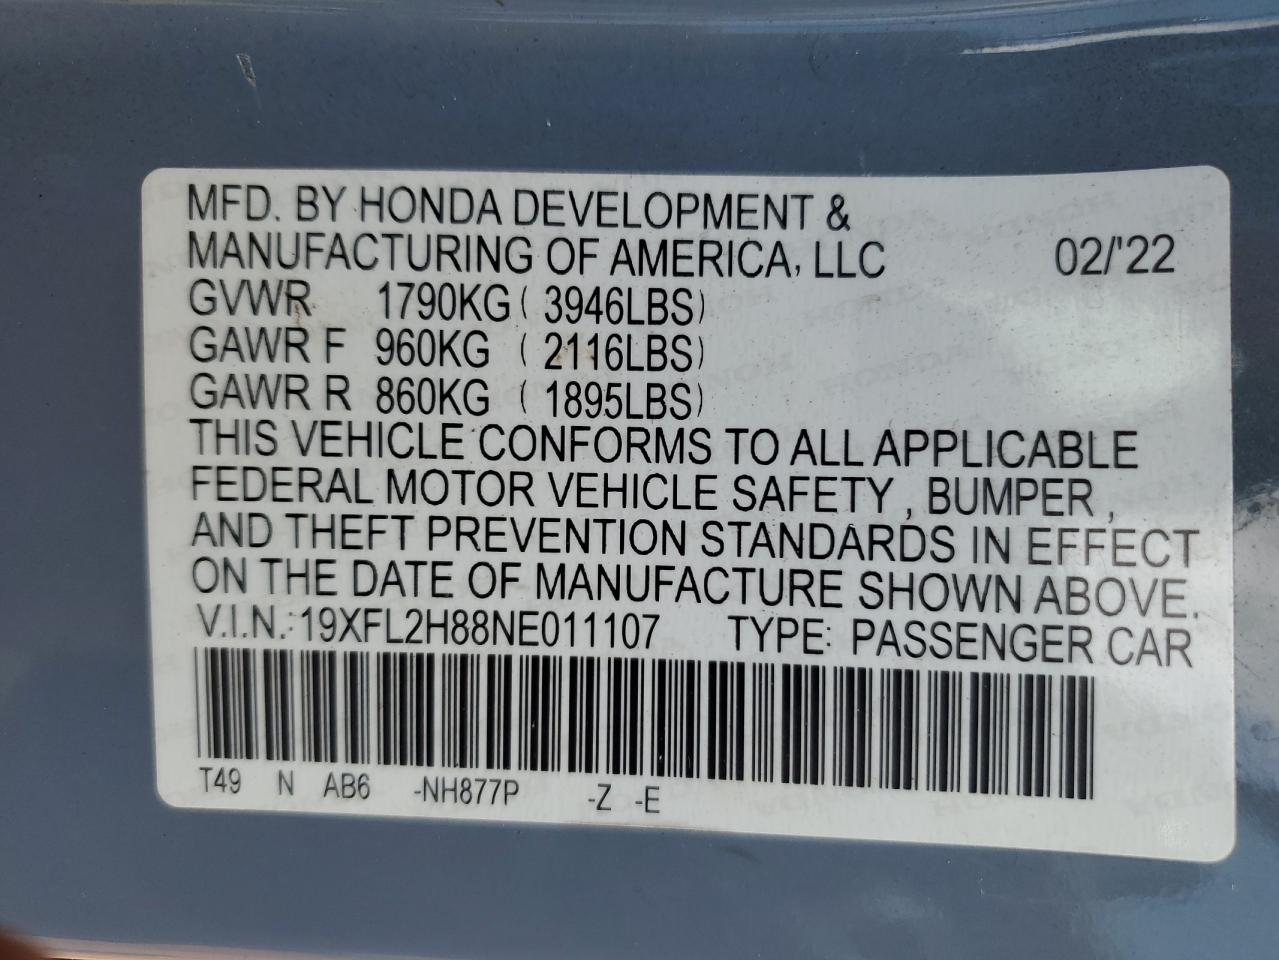 MFD. BY HONDA DEVELOPMENT &
MANUFACTURING OF AMERICA, LLC 02/'22
GVWR 1790KG ( 3946LBS)
GAWR F 960KG ( 2116LBS)
GAWR R 860KG ( 1895LBS)
THIS VEHICLE CONFORMS TO ALL APPLICABLE
FEDERAL MOTOR VEHICLE SAFETY , BUMPER ,
AND THEFT PREVENTION STANDARDS IN EFFECT
ON THE DATE OF MANUFACTURE SHOWN ABOVE.
V.I.N.: 19XFL2H88NE011107 TYPE: PASSENGER CAR
T49 N AB6 -NH877P -Z -E